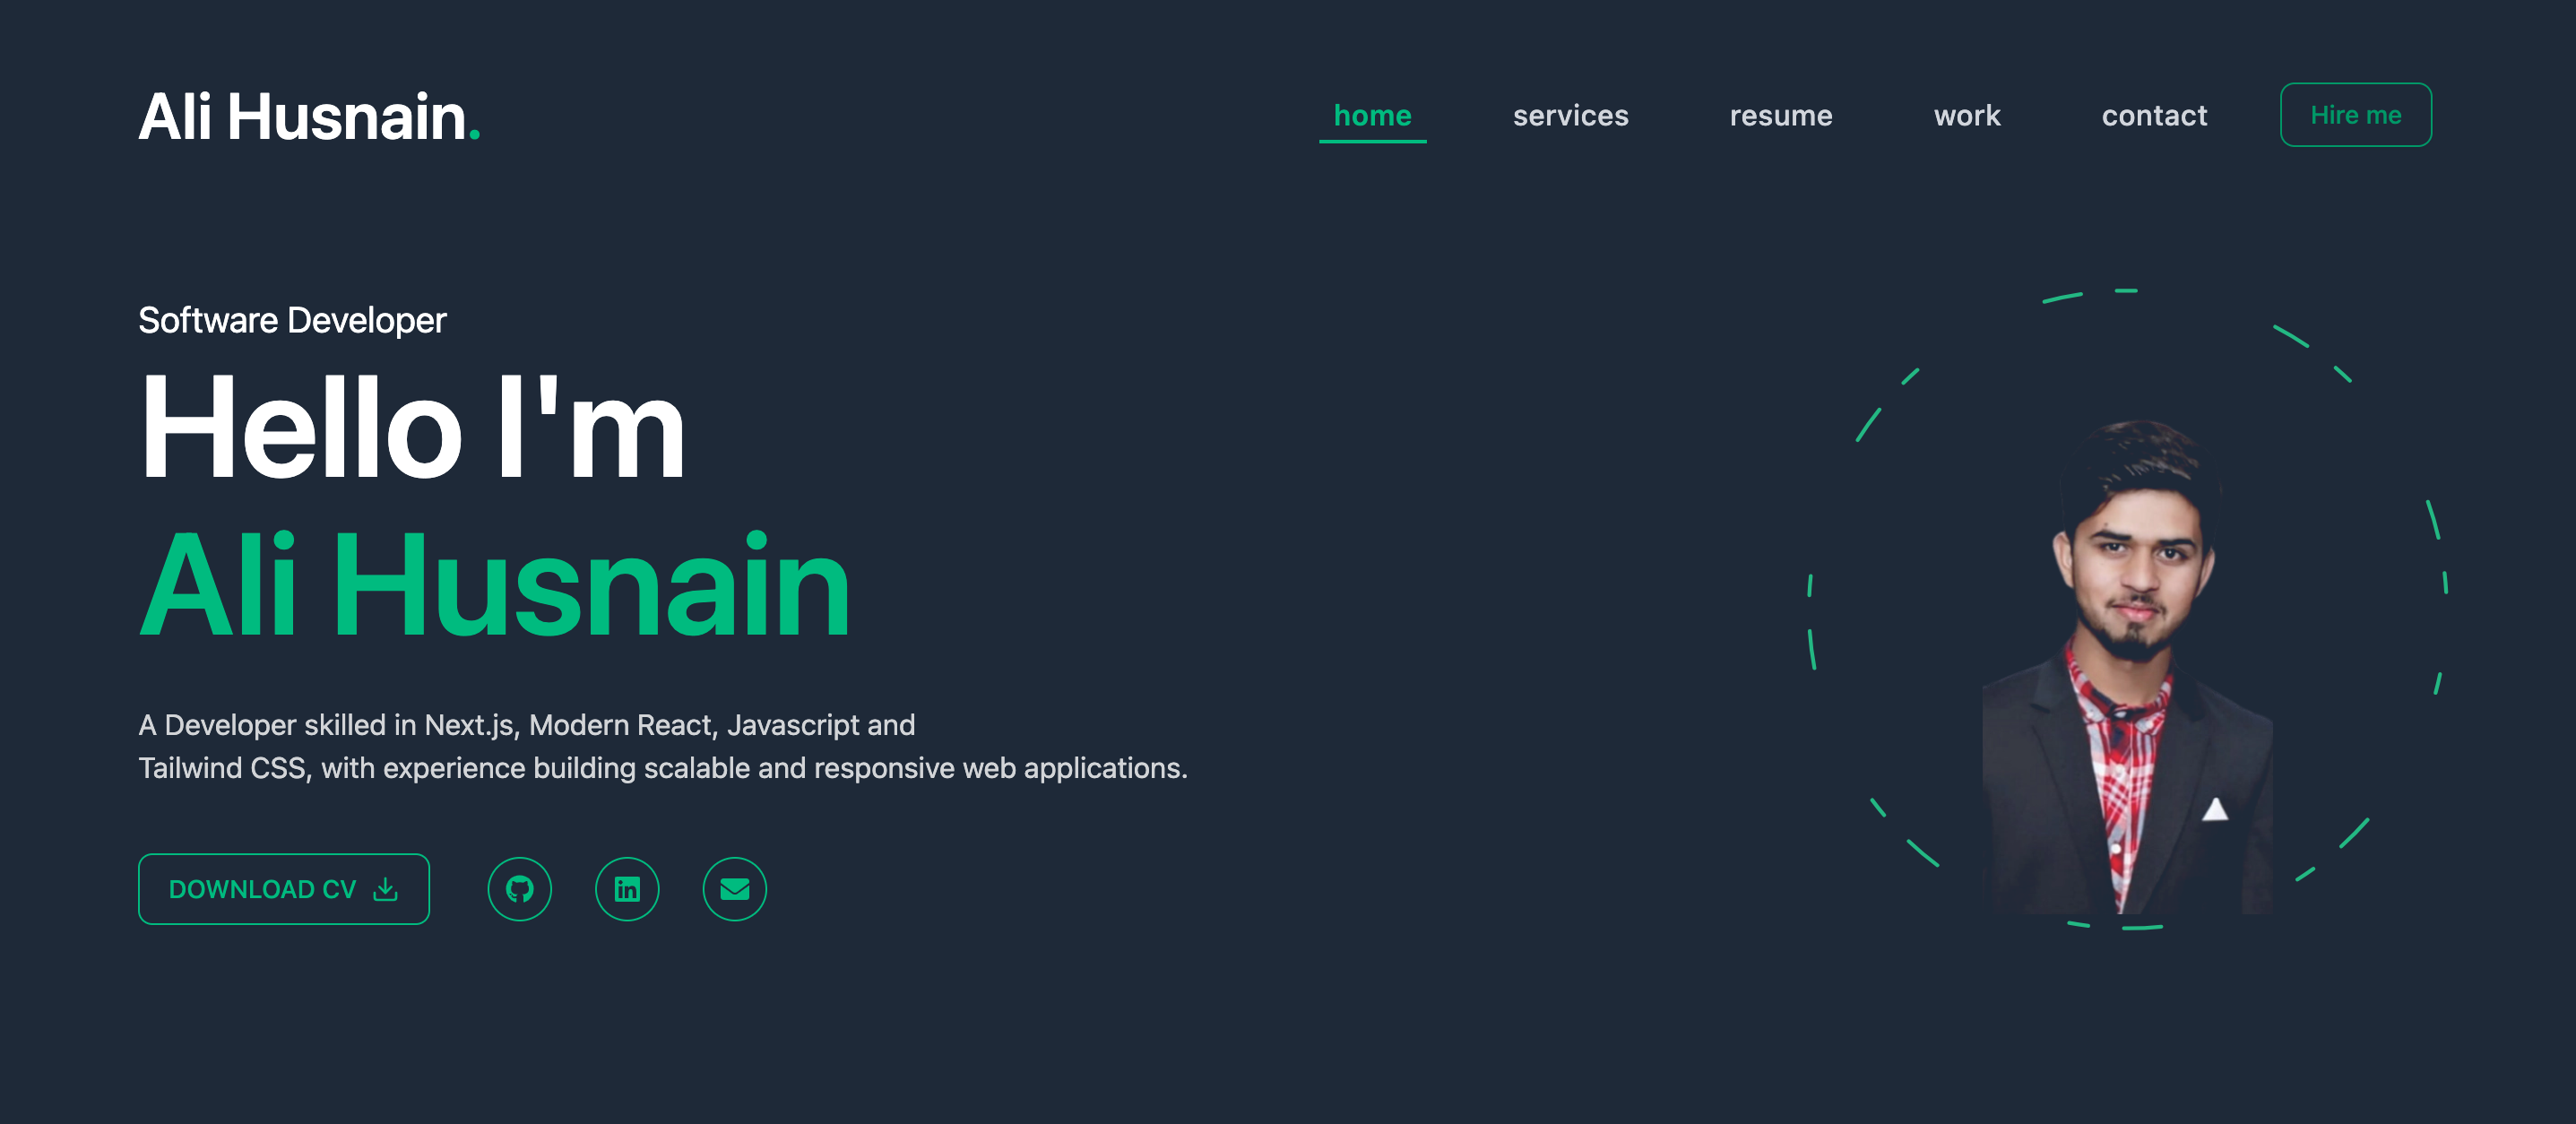 Ali Husnain.
home services resume work contact Hire me
Software Developer
Hello I'm
Ali Husnain
A Developer skilled in Next.js, Modern React, Javascript and
Tailwind CSS, with experience building scalable and responsive web applications.
DOWNLOAD CV
in